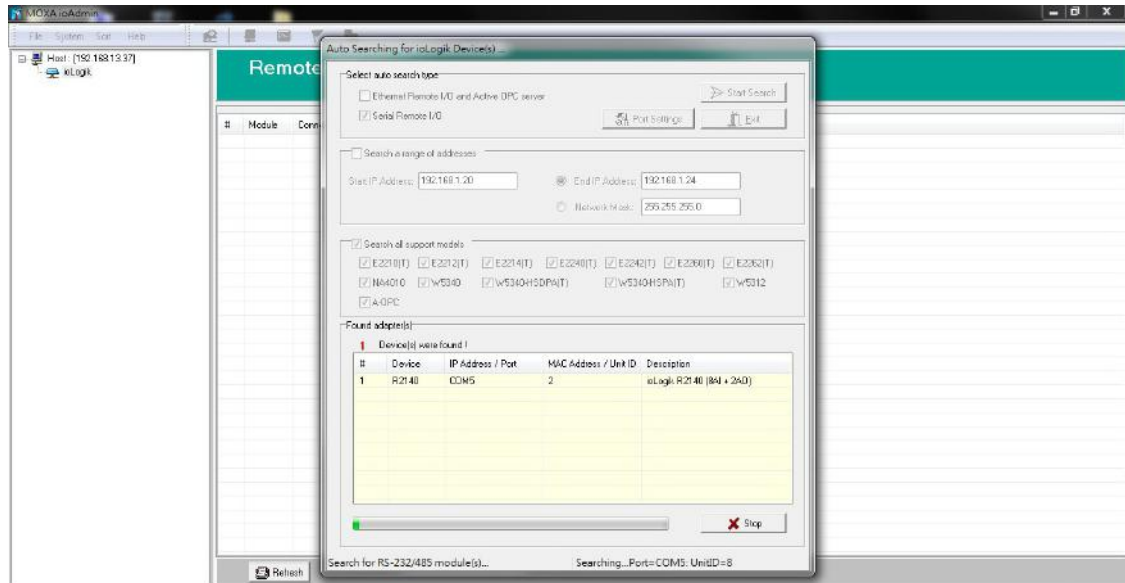 MOXA ioAdmin
File System Sort Help
Host : [192.168.13.37]
ioLogik
Remote
# Module Conn
Auto Searching for ioLogik Device(s) ...
Select auto search type
Ethernet Remote I/O and Active OPC server
Start Search
Serial Remote I/O
Port Settings
Exit
Search a range of addresses
Start IP Address: 192.168.1.20
End IP Address: 192.168.1.24
Network Mask: 255.255.255.0
Search all support models
E2210(T) E2212(T) E2214(T) E2240(T) E2242(T) E2260(T) E2262(T)
NA4010 W5340 W5340-HSDPA(T) W5340-HSPA(T) W5312
A-OPC
Found adapter(s)
1 Device(s) were found !
# Device IP Address / Port MAC Address / Unit ID Description
1 R2140 COM5 2 ioLogik R2140 (8AI + 2AO)
Stop
Search for RS-232/485 module(s)... Searching...Port=COM5: UnitID=8
Refresh